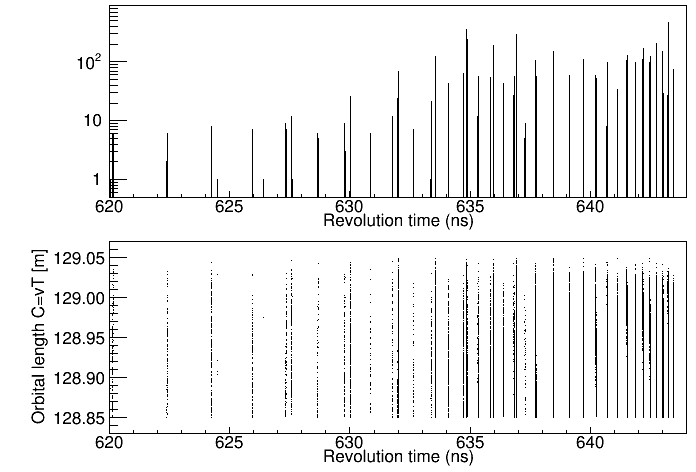 10²
10
1
620 625 630 635 640
Revolution time (ns)
Orbital length C=vT [m]
129.05
129.00
128.95
128.90
128.85
620 625 630 635 640
Revolution time (ns)